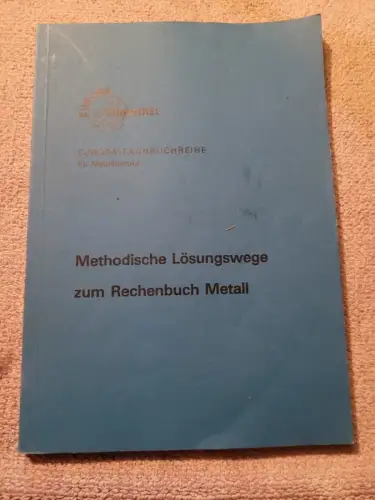 EUROPA-FACHBUCHREIHE
für Metallberufe
Methodische Lösungswege
zum Rechenbuch Metall